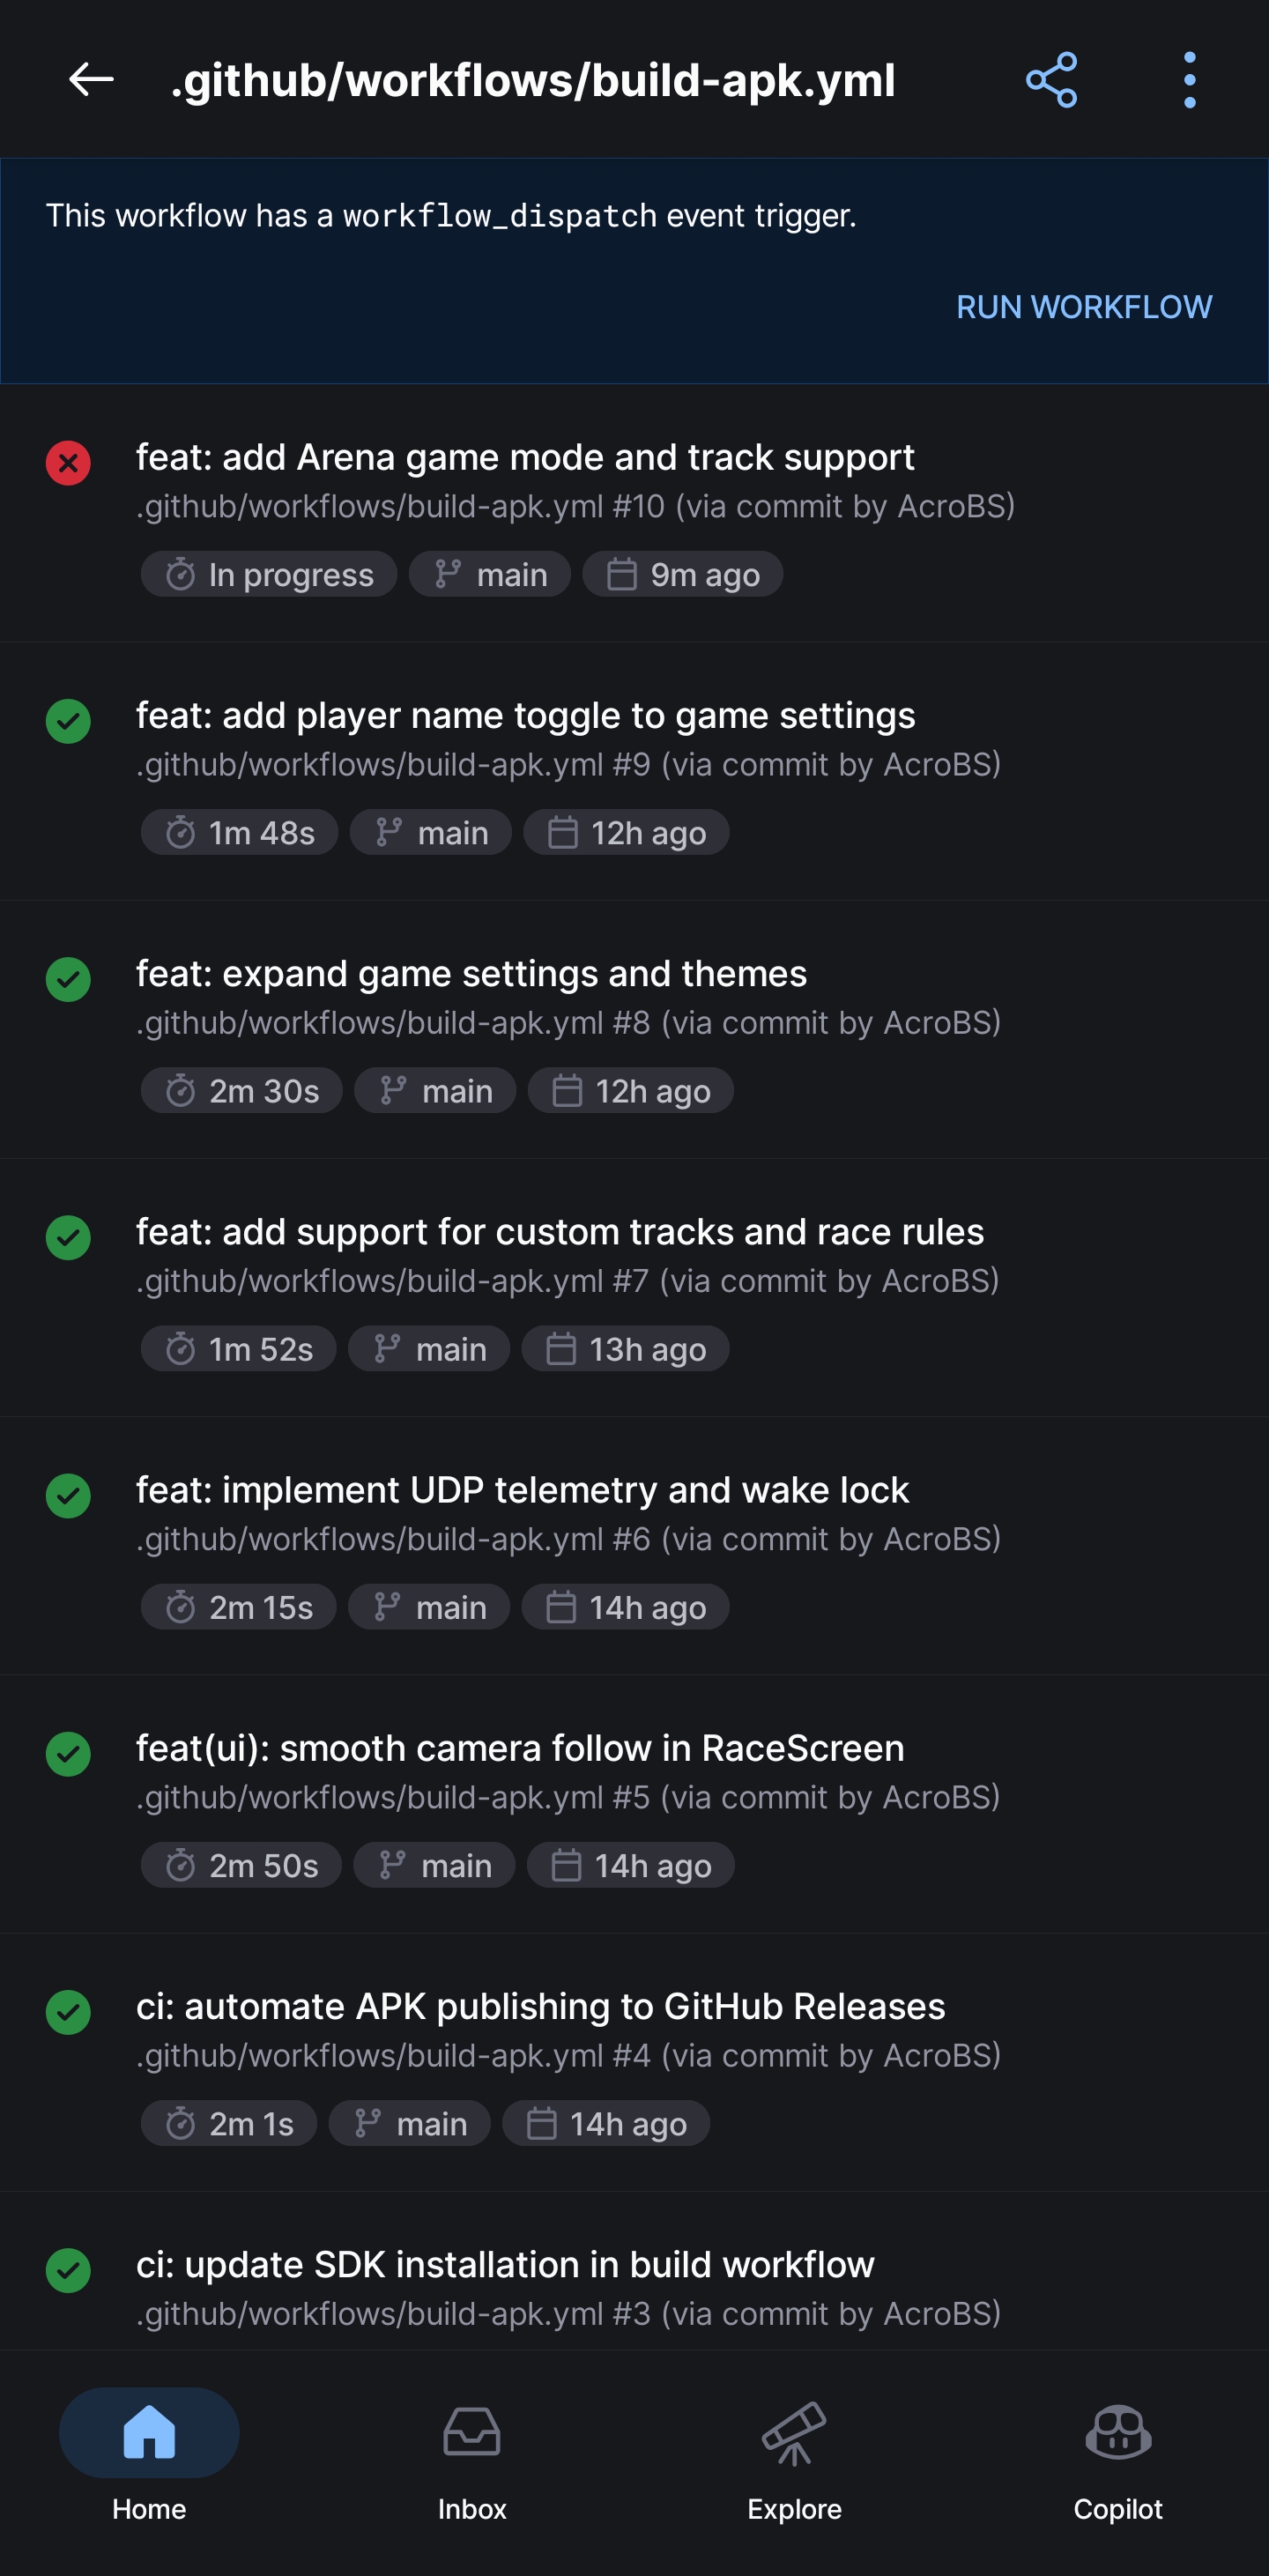 .github/workflows/build-apk.yml
This workflow has a workflow_dispatch event trigger.
RUN WORKFLOW
feat: add Arena game mode and track support
.github/workflows/build-apk.yml #10 (via commit by AcroBS)
In progress main 9m ago
feat: add player name toggle to game settings
.github/workflows/build-apk.yml #9 (via commit by AcroBS)
1m 48s main 12h ago
feat: expand game settings and themes
.github/workflows/build-apk.yml #8 (via commit by AcroBS)
2m 30s main 12h ago
feat: add support for custom tracks and race rules
.github/workflows/build-apk.yml #7 (via commit by AcroBS)
1m 52s main 13h ago
feat: implement UDP telemetry and wake lock
.github/workflows/build-apk.yml #6 (via commit by AcroBS)
2m 15s main 14h ago
feat(ui): smooth camera follow in RaceScreen
.github/workflows/build-apk.yml #5 (via commit by AcroBS)
2m 50s main 14h ago
ci: automate APK publishing to GitHub Releases
.github/workflows/build-apk.yml #4 (via commit by AcroBS)
2m 1s main 14h ago
ci: update SDK installation in build workflow
.github/workflows/build-apk.yml #3 (via commit by AcroBS)
Home Inbox Explore Copilot